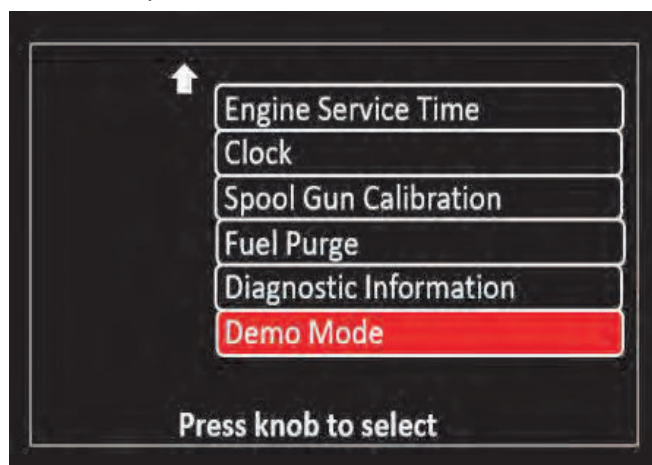 Engine Service Time
Clock
Spool Gun Calibration
Fuel Purge
Diagnostic Information
Demo Mode
Press knob to select